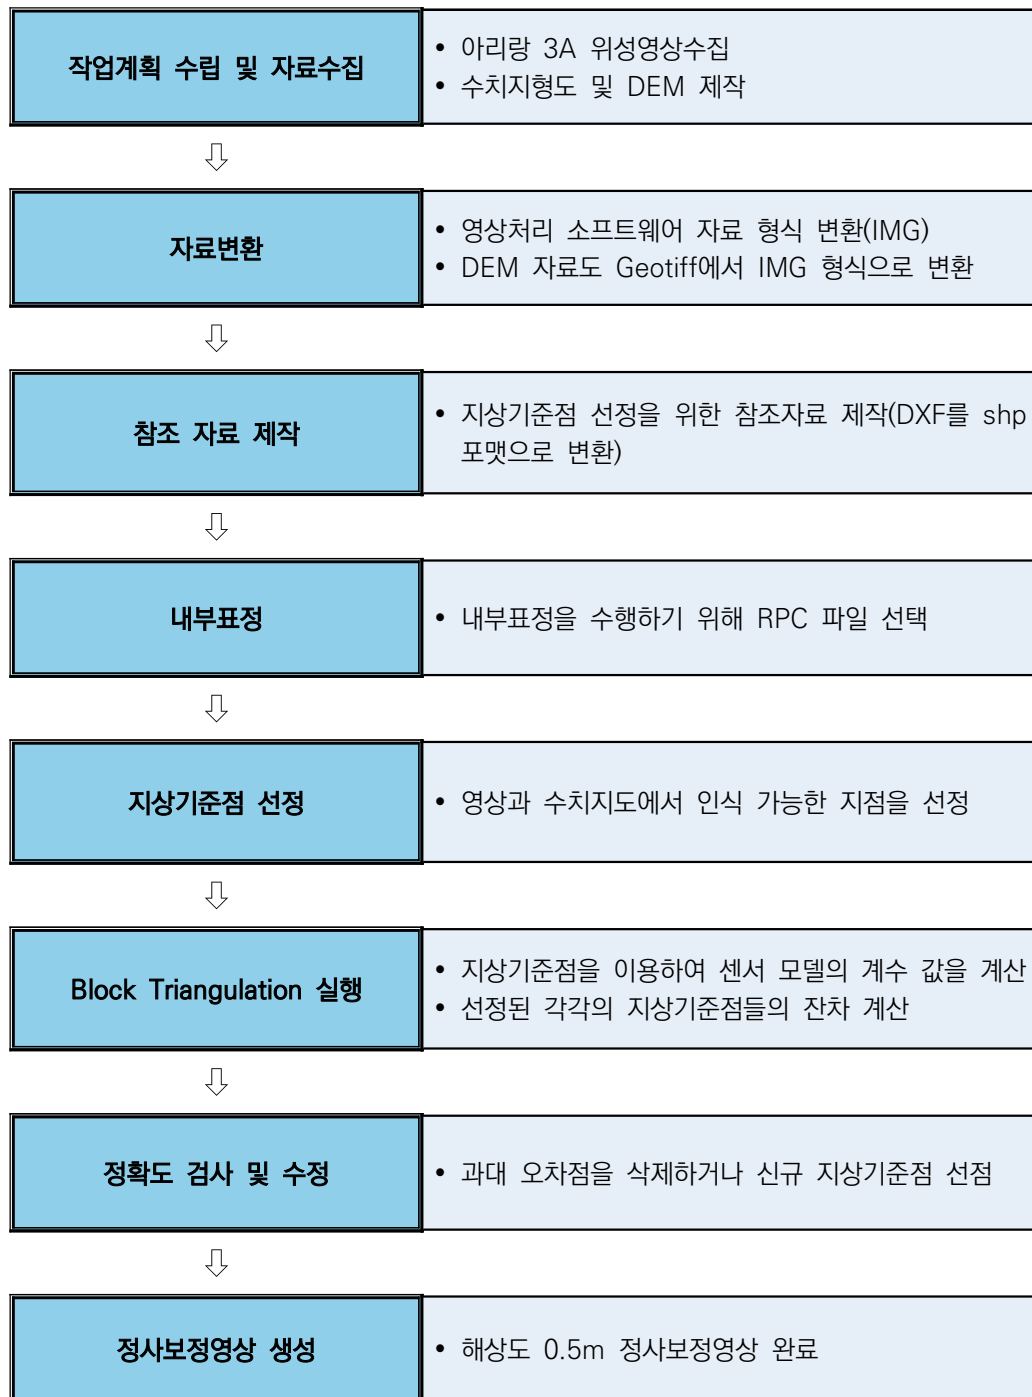 작업계획 수립 및 자료수집
• 아리랑 3A 위성영상수집
• 수치지형도 및 DEM 제작
자료변환
• 영상처리 소프트웨어 자료 형식 변환(IMG)
• DEM 자료도 Geotiff에서 IMG 형식으로 변환
참조 자료 제작
• 지상기준점 선정을 위한 참조자료 제작(DXF를 shp
포맷으로 변환)
내부표정
• 내부표정을 수행하기 위해 RPC 파일 선택
지상기준점 선정
• 영상과 수치지도에서 인식 가능한 지점을 선정
Block Triangulation 실행
• 지상기준점을 이용하여 센서 모델의 계수 값을 계산
• 선정된 각각의 지상기준점들의 잔차 계산
정확도 검사 및 수정
• 과대 오차점을 삭제하거나 신규 지상기준점 선점
정사보정영상 생성
• 해상도 0.5m 정사보정영상 완료